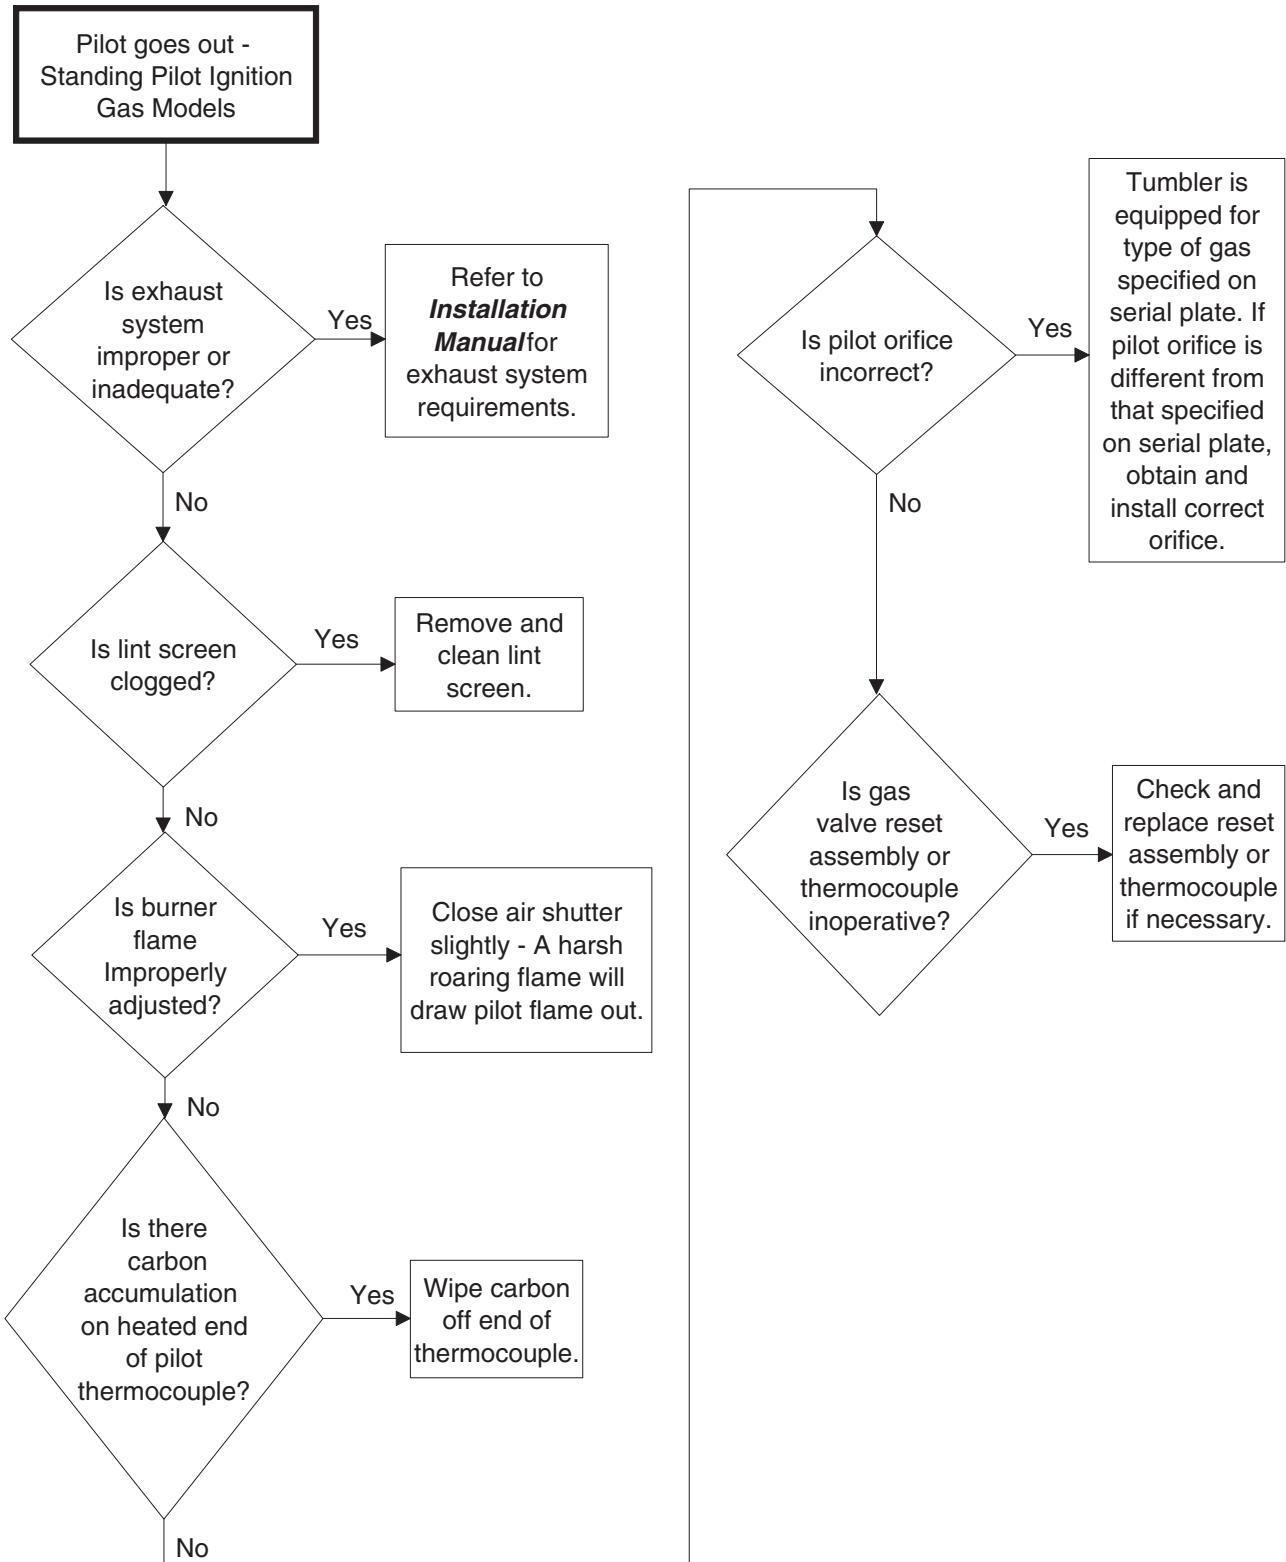 Pilot goes out -
Standing Pilot Ignition
Gas Models
Is exhaust
system
improper or
inadequate?
Yes
Refer to
Installation
Manual for
exhaust system
requirements.
No
Is lint screen
clogged?
Yes
Remove and
clean lint
screen.
No
Is burner
flame
Improperly
adjusted?
Yes
Close air shutter
slightly - A harsh
roaring flame will
draw pilot flame out.
No
Is there
carbon
accumulation
on heated end
of pilot
thermocouple?
Yes
Wipe carbon
off end of
thermocouple.
No
Is pilot orifice
incorrect?
Yes
Tumbler is
equipped for
type of gas
specified on
serial plate. If
pilot orifice is
different from
that specified
on serial plate,
obtain and
install correct
orifice.
No
Is gas
valve reset
assembly or
thermocouple
inoperative?
Yes
Check and
replace reset
assembly or
thermocouple
if necessary.